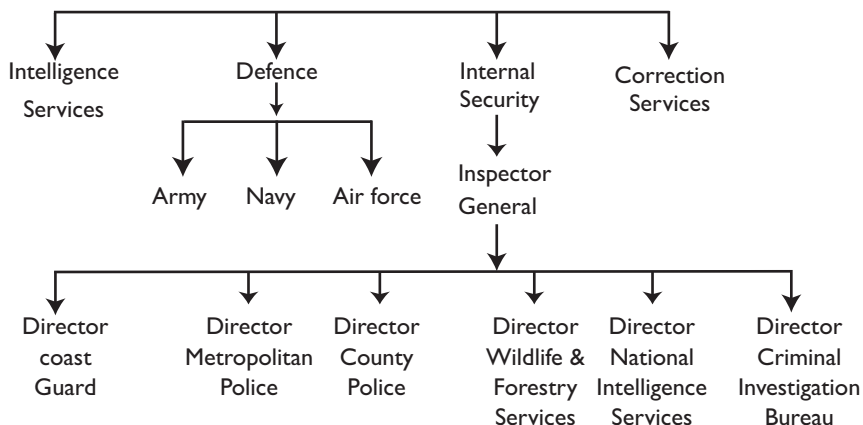 Intelligence
Services
Defence
Internal
Security
Correction
Services
Army
Navy
Air force
Inspector
General
Director
coast
Guard
Director
Metropolitan
Police
Director
County
Police
Director
Wildlife &
Forestry
Services
Director
National
Intelligence
Services
Director
Criminal
Investigation
Bureau